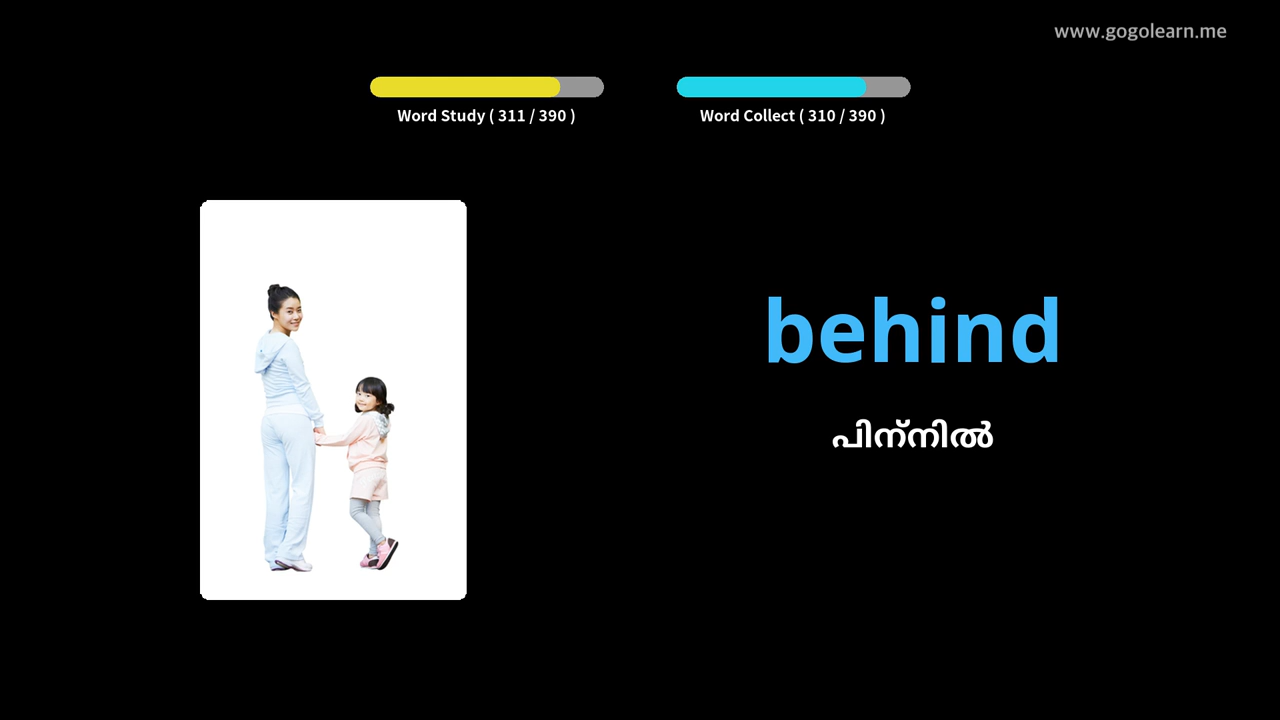 www.gogolearn.me
Word Study ( 311 / 390 )
Word Collect ( 310 / 390 )
behind
പിന്നിൽ